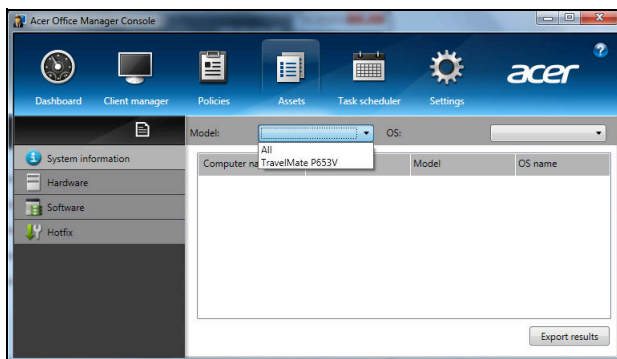 Acer Office Manager Console
acer
?
Dashboard Client manager Policies Assets Task scheduler Settings
Model: OS:
All
TravelMate P653V
System information
Hardware
Software
Hotfix
Computer na Model OS name
Export results